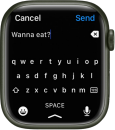 Cancel Send
Wanna eat?
q w e r t y u i o p
a s d f g h j k l
z x c v b n m
SPACE